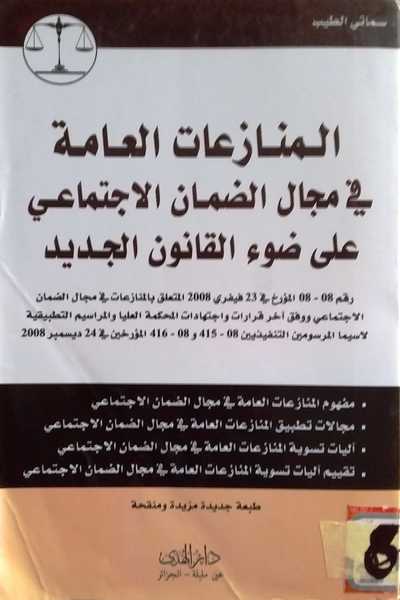 سماتي الطيب
المنازعات العامة
في مجال الضمان الاجتماعي
على ضوء القانون الجديد
رقم 08 - 08 المؤرخ في 23 فيفري 2008 المتعلق بالمنازعات في مجال الضمان
الاجتماعي ووفق آخر قرارات واجتهادات المحكمة العليا والمراسيم التطبيقية
لاسيما المرسومين التنفيذيين 08 - 415 و 08 - 416 المؤرخين في 24 ديسمبر 2008
• مفهوم المنازعات العامة في مجال الضمان الاجتماعي
• مجالات تطبيق المنازعات العامة في مجال الضمان الاجتماعي
• آليات تسوية المنازعات العامة في مجال الضمان الاجتماعي
• تقييم آليات تسوية المنازعات العامة في مجال الضمان الاجتماعي
طبعة جديدة مزيدة ومنقحة
دار الهدى
عين مليلة - الجزائر
6